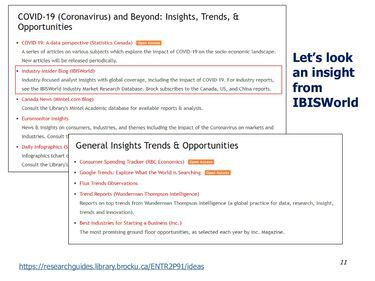 COVID-19 (Coronavirus) and Beyond: Insights, Trends, &
Opportunities
• COVID-19: A data perspective (Statistics Canada) Open Access
A series of articles on various subjects which explore the impact of COVID-19 on the socio-economic landscape.
New articles will be released periodically.
• Industry Insider Blog (IBISWorld)
Industry-focused analyst insights with global coverage, including the impact of COVID-19. For industry reports,
see the IBISWorld Industry Market Research Database. Brock subscribes to the Canada, US, and China reports.
• Canada News (Mintel.com Blog)
Consult the Library's Mintel Academic database for available reports & analysis.
• Euromonitor Insights
News & insights on consumers, industries, and themes including the impact of the Coronavirus on markets and
industries. Consult t
• Daily Infographics (S
Infographics (chart o
Consult the Library's
Let's look
an insight
from
IBISWorld
General Insights Trends & Opportunities
• Consumer Spending Tracker (RBC Economics) Open Access
• Google Trends: Explore What the World is Searching Open Access
• Flux Trends Observations
• Trend Reports (Wunderman Thompson Intelligence)
Reports on top trends from Wunderman Thompson Intelligence (a global practice for data, research, insight,
trends and innovation).
• Best Industries for Starting a Business (Inc.)
The most promising ground floor opportunities, as selected each year by Inc. Magazine.
https://researchguides.library.brocku.ca/ENTR2P91/ideas
11